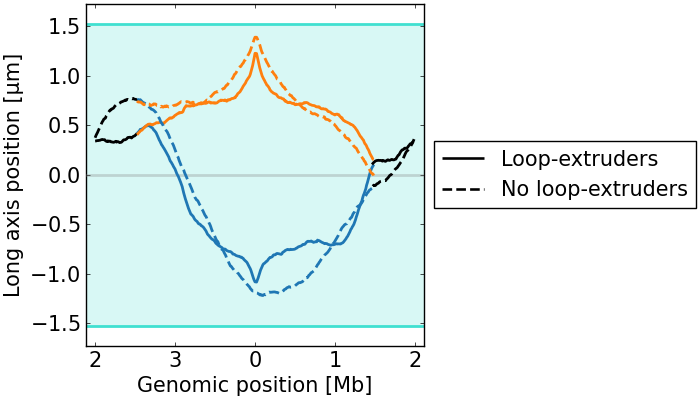 1.5
1.0
0.5
0.0
−0.5
−1.0
−1.5
Long axis position [μm]
2 3 0 1 2
Genomic position [Mb]
Loop-extruders
No loop-extruders